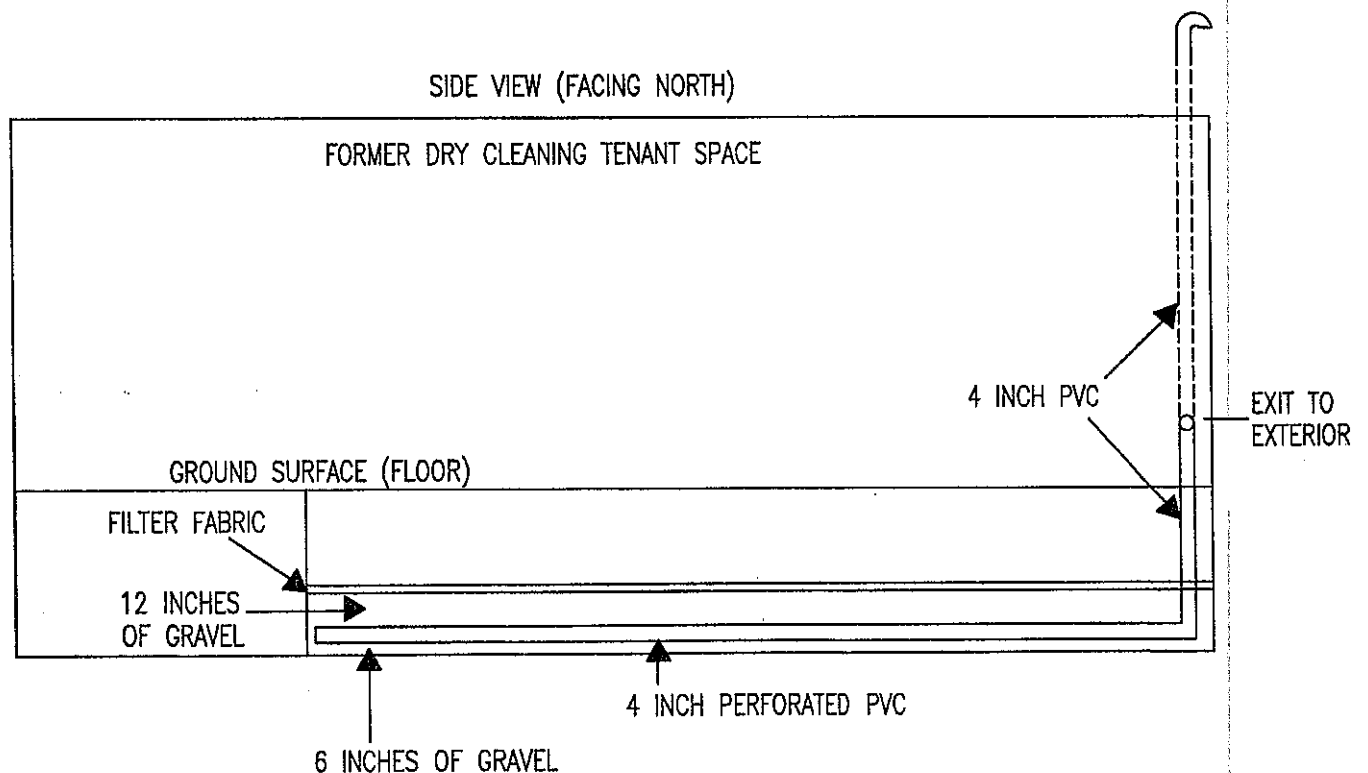 SIDE VIEW (FACING NORTH)
FORMER DRY CLEANING TENANT SPACE
4 INCH PVC
EXIT TO
EXTERIOR
GROUND SURFACE (FLOOR)
FILTER FABRIC
12 INCHES
OF GRAVEL
4 INCH PERFORATED PVC
6 INCHES OF GRAVEL